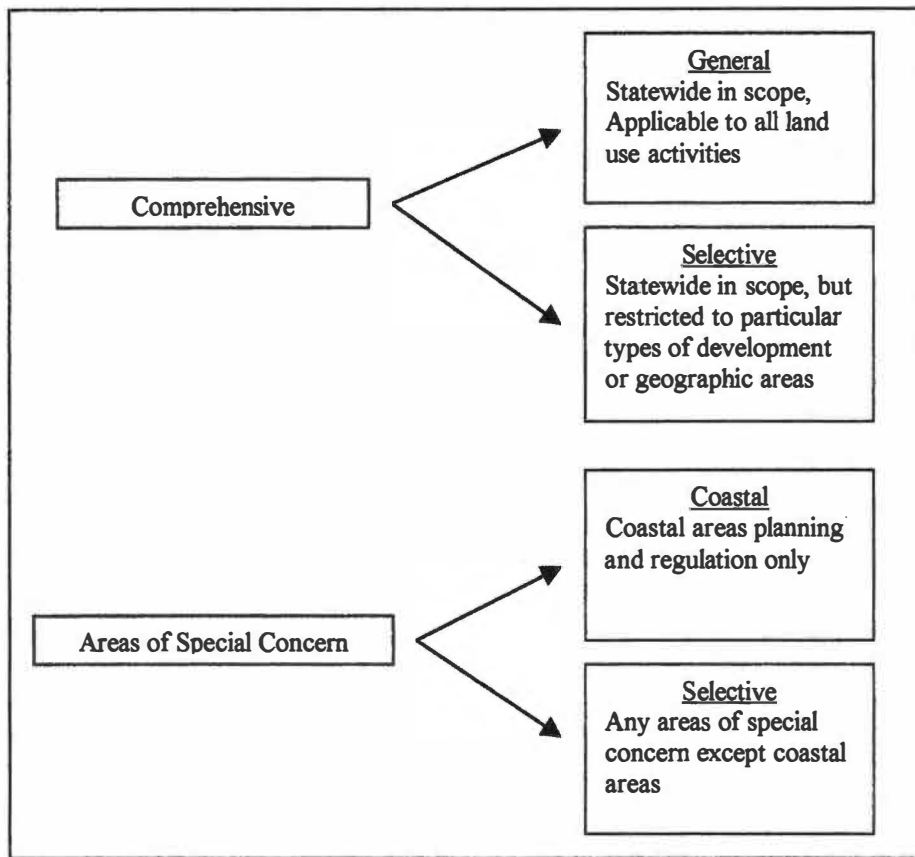 General
Statewide in scope,
Applicable to all land
use activities
Comprehensive
Selective
Statewide in scope, but
restricted to particular
types of development
or geographic areas
Coastal
Coastal areas planning
and regulation only
Areas of Special Concern
Selective
Any areas of special
concern except coastal
areas